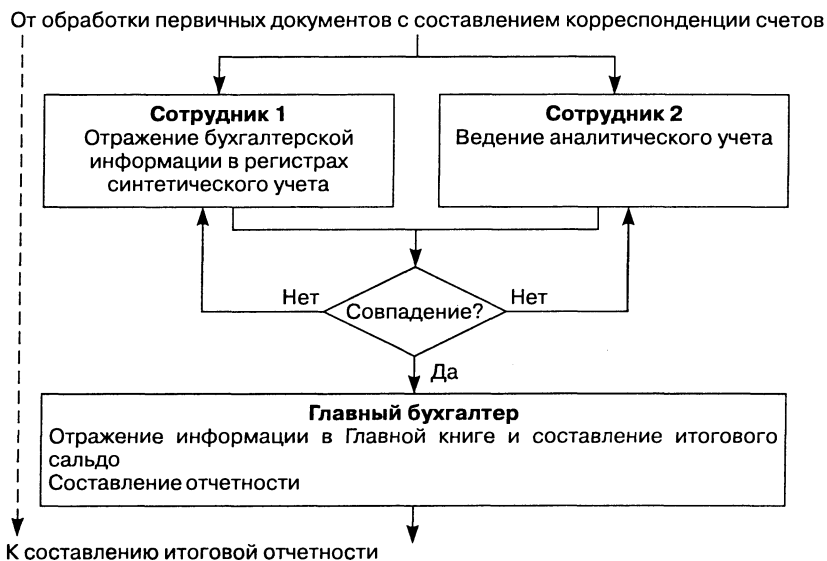 От обработки первичных документов с составлением корреспонденции счетов
Сотрудник 1
Отражение бухгалтерской
информации в регистрах
синтетического учета
Сотрудник 2
Ведение аналитического учета
Нет
Совпадение?
Нет
Да
Главный бухгалтер
Отражение информации в Главной книге и составление итогового
сальдо
Составление отчетности
К составлению итоговой отчетности